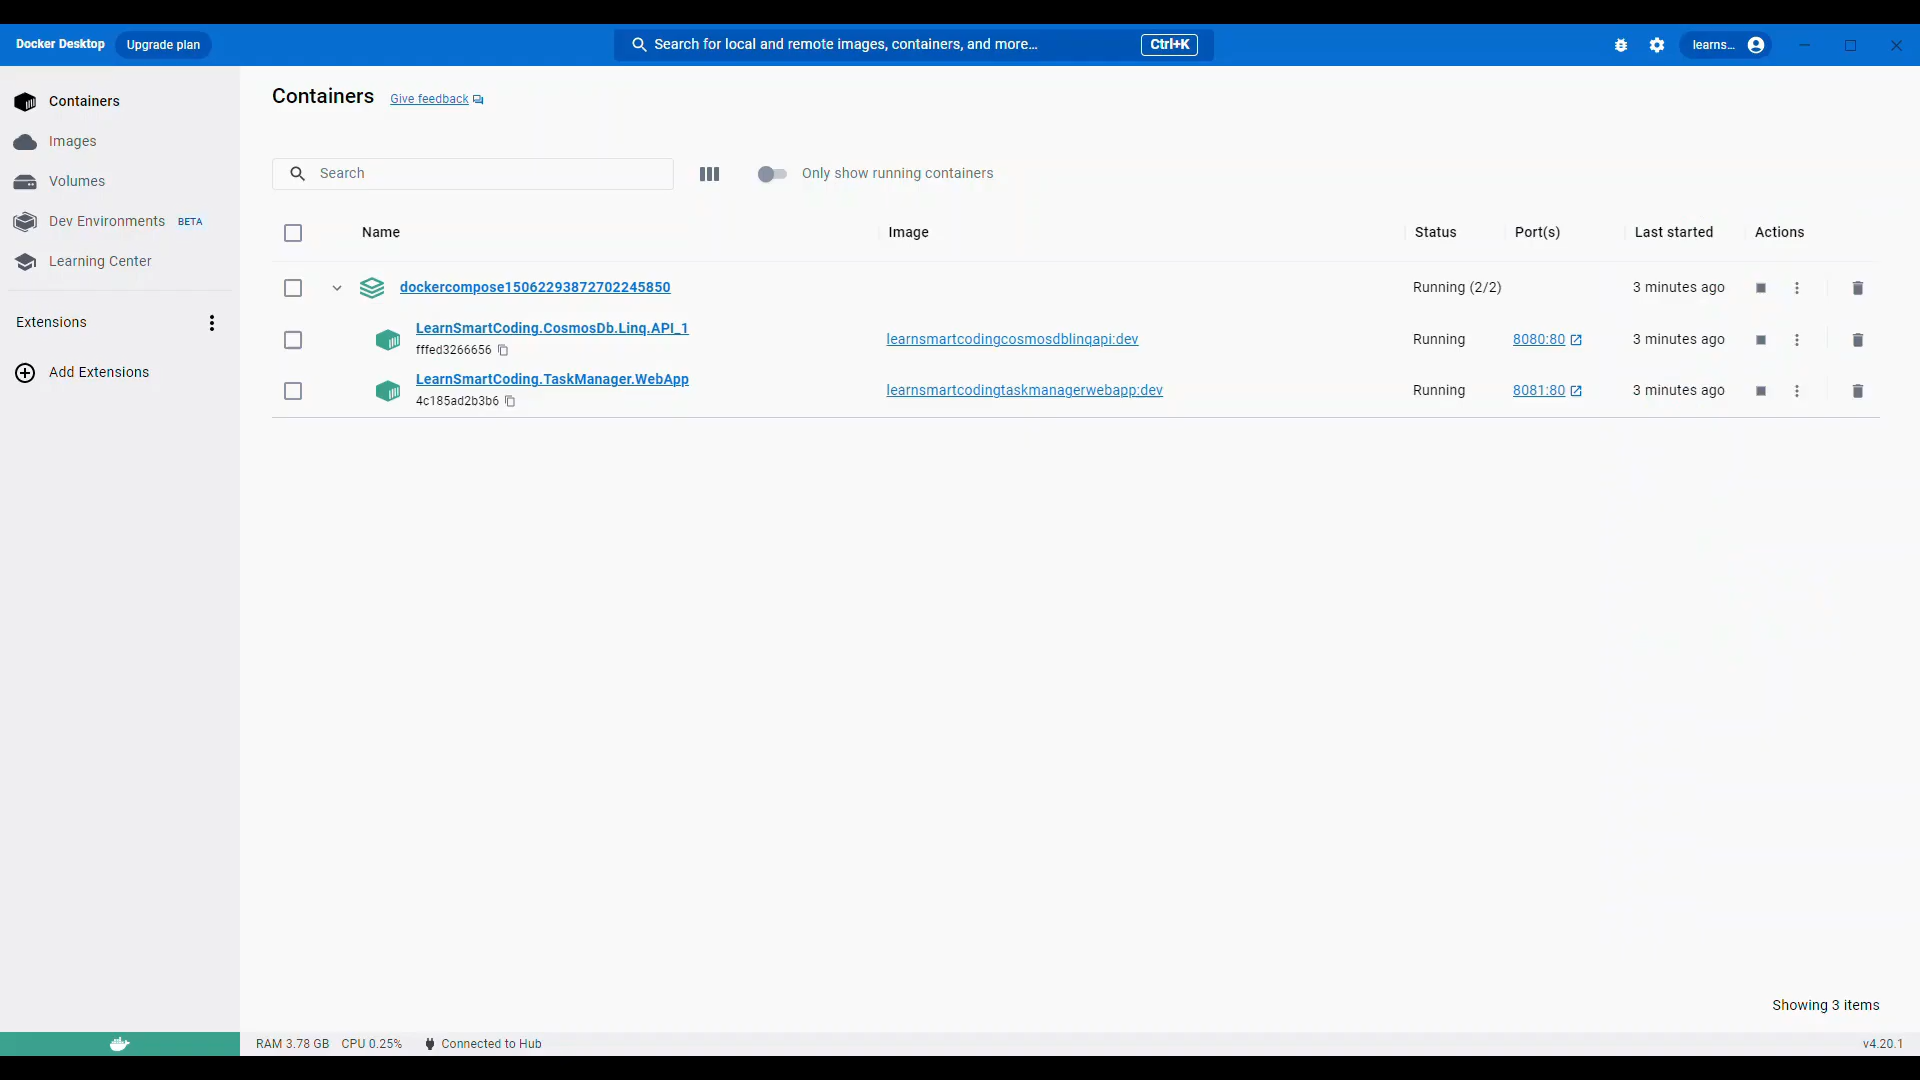 Docker Desktop Upgrade plan Search for local and remote images, containers, and more... Ctrl+K learns...
Containers
Images
Volumes
Dev Environments BETA
Learning Center
Extensions
Add Extensions
Containers Give feedback
Search Only show running containers
Name Image Status Port(s) Last started Actions
dockercompose15062293872702245850 Running (2/2) 3 minutes ago
LearnSmartCoding.CosmosDb.Linq.API_1
fffed3266656
learnsmartcodingcosmosdblinqapi:dev Running 8080:80 3 minutes ago
LearnSmartCoding.TaskManager.WebApp
4c185ad2b3b6
learnsmartcodingtaskmanagerwebapp:dev Running 8081:80 3 minutes ago
Showing 3 items
RAM 3.78 GB CPU 0.25% Connected to Hub v4.20.1